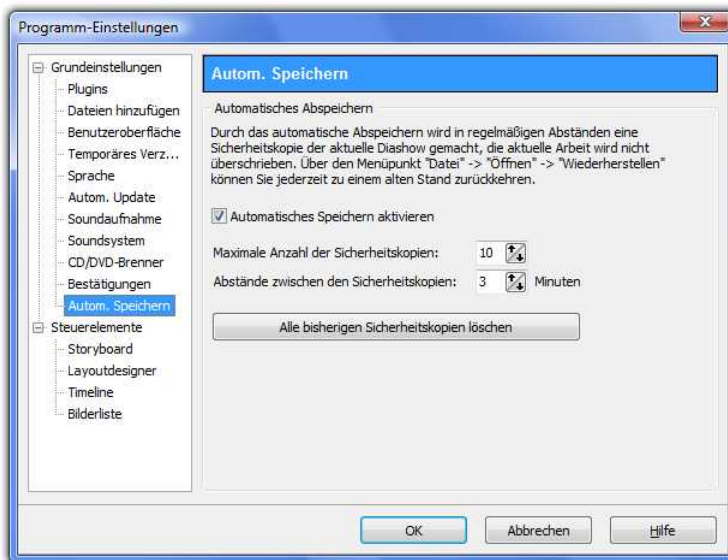 Programm-Einstellungen
Grundeinstellungen
Plugins
Dateien hinzufügen
Benutzeroberfläche
Temporäres Verz...
Sprache
Autom. Update
Soundaufnahme
Soundsystem
CD/DVD-Brenner
Bestätigungen
Autom. Speichern
Steuerelemente
Storyboard
Layoutdesigner
Timeline
Bilderliste
Autom. Speichern
Automatisches Abspeichern
Durch das automatische Abspeichern wird in regelmäßigen Abständen eine
Sicherheitskopie der aktuelle Diashow gemacht, die aktuelle Arbeit wird nicht
überschrieben. Über den Menüpunkt "Datei" -> "Öffnen" -> "Wiederherstellen"
können Sie jederzeit zu einem alten Stand zurückkehren.
Automatisches Speichern aktivieren
Maximale Anzahl der Sicherheitskopien: 10
Abstände zwischen den Sicherheitskopien: 3 Minuten
Alle bisherigen Sicherheitskopien löschen
OK Abbrechen Hilfe